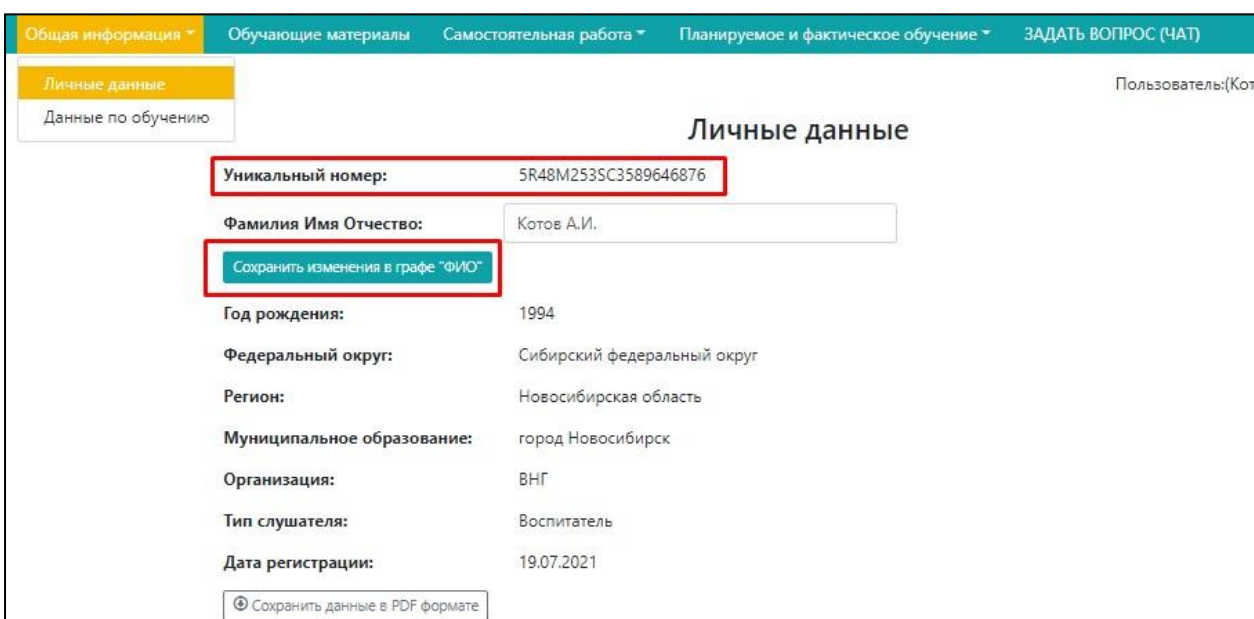 Общая информация Обучающие материалы Самостоятельная работа Планируемое и фактическое обучение ЗАДАТЬ ВОПРОС (ЧАТ)
Личные данные
Пользователь:(Кот
Данные по обучению
Личные данные
Уникальный номер: 5R48M253SC3589646876
Фамилия Имя Отчество: Котов А.И.
Сохранить изменения в графе "ФИО"
Год рождения: 1994
Федеральный округ: Сибирский федеральный округ
Регион: Новосибирская область
Муниципальное образование: город Новосибирск
Организация: ВНГ
Тип слушателя: Воспитатель
Дата регистрации: 19.07.2021
Сохранить данные в PDF формате